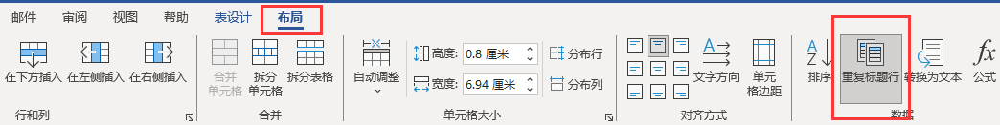 邮件 审阅 视图 帮助 表设计 布局
在下方插入 在左侧插入 在右侧插入
合并
单元格
拆分
单元格
拆分表格
自动调整
高度: 0.8 厘米 分布行
宽度: 6.94 厘米 分布列
文字方向
单元
格边距
A
Z
排序
重复标题行
转换为文本
fx
公式
行和列 合并 单元格大小 对齐方式 数据